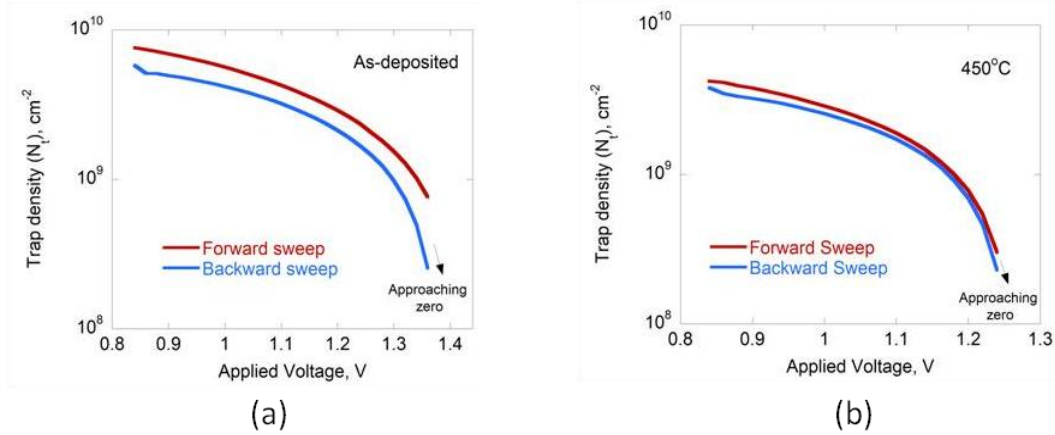 10^10
As-deposited
Trap density (N_t), cm^-2
10^9
Forward sweep
Backward sweep
Approaching
zero
10^8
0.8 0.9 1 1.1 1.2 1.3 1.4
Applied Voltage, V
(a)
10^10
450°C
Trap density (N_t), cm^-2
10^9
Forward Sweep
Backward Sweep
Approaching
zero
10^8
0.8 0.9 1 1.1 1.2 1.3
Applied Voltage, V
(b)